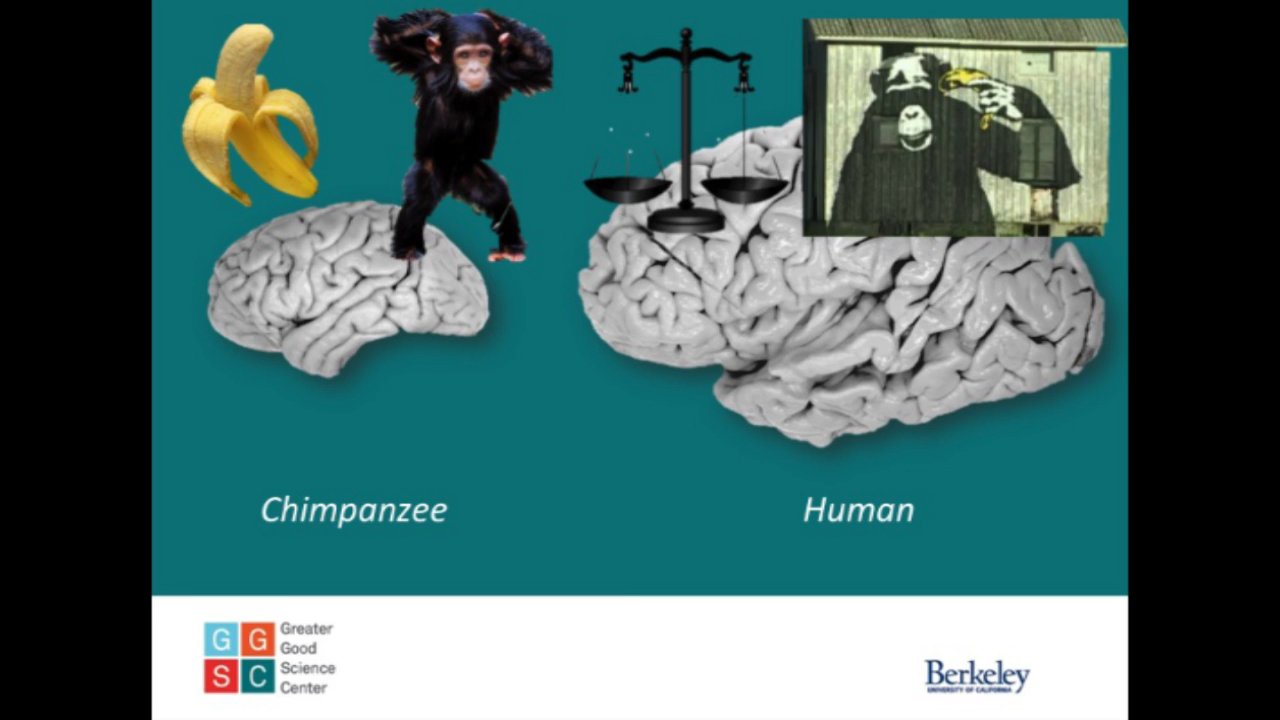 Chimpanzee
Human
G G
S C
Greater
Good
Science
Center
Berkeley
UNIVERSITY OF CALIFORNIA